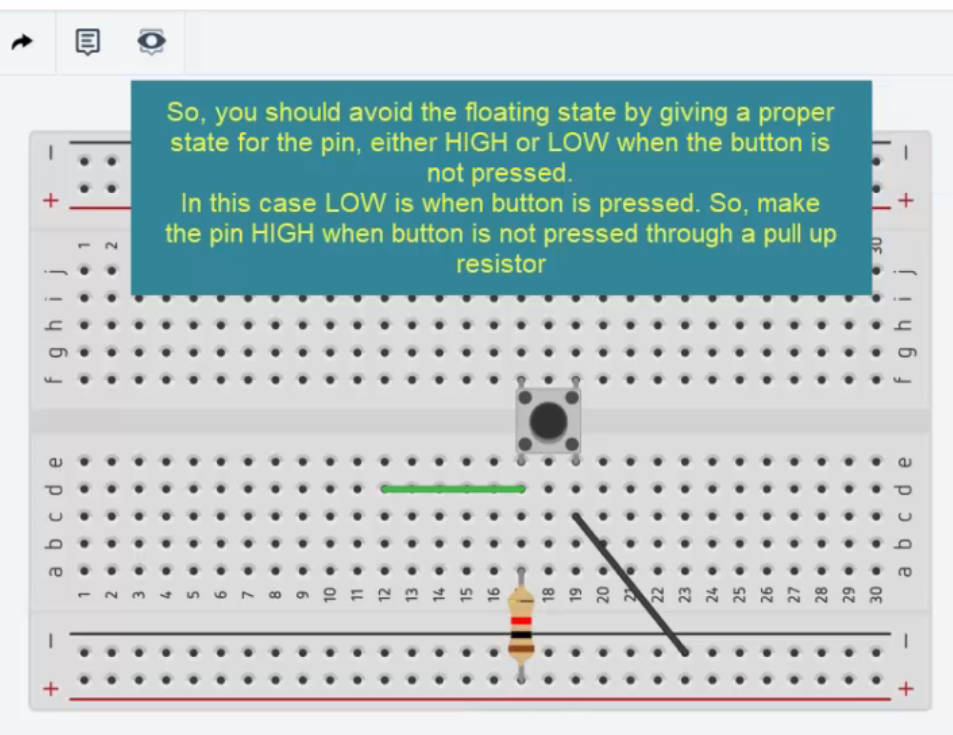 So, you should avoid the floating state by giving a proper
state for the pin, either HIGH or LOW when the button is
not pressed.
In this case LOW is when button is pressed. So, make
the pin HIGH when button is not pressed through a pull up
resistor
− −
+ +
1 2 30
j j
i i
h h
g g
f f
e e
d d
c c
b b
a a
1 2 3 4 5 6 7 8 9 10 11 12 13 14 15 16 18 19 20 21 22 23 24 25 26 27 28 29 30
− −
+ +